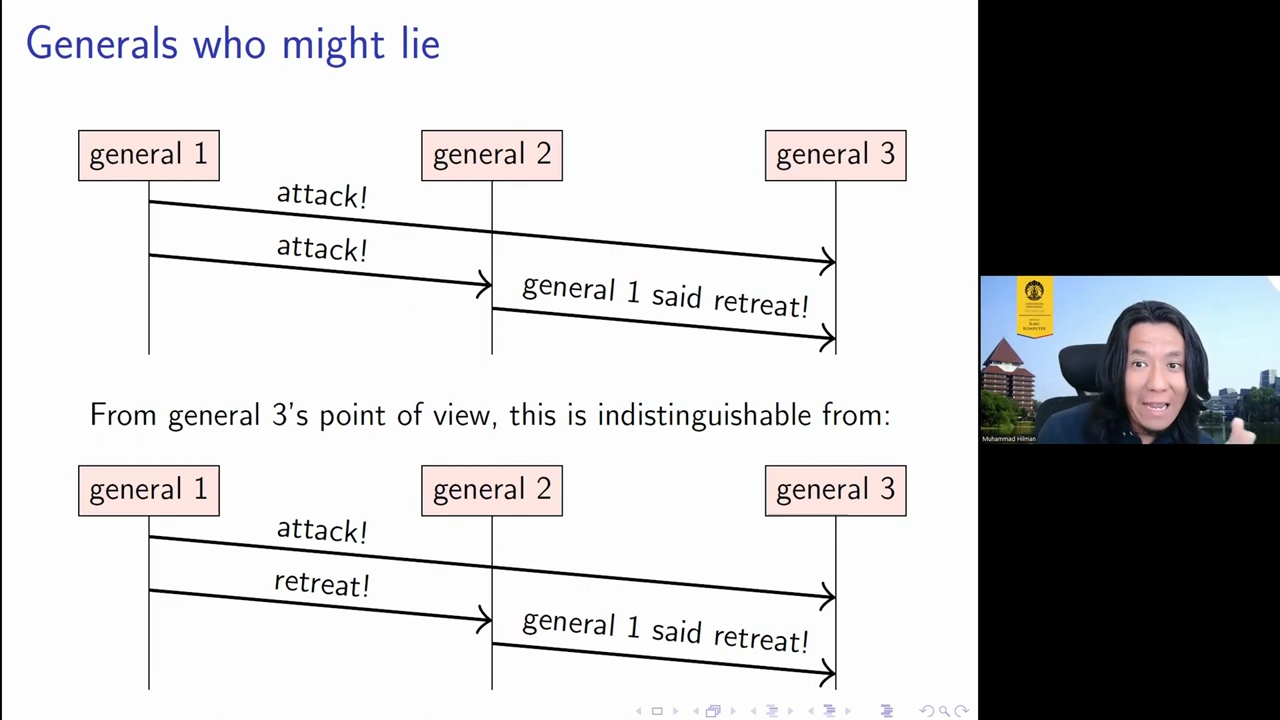 Generals who might lie
general 1
general 2
general 3
attack!
attack!
general 1 said retreat!
From general 3's point of view, this is indistinguishable from:
general 1
general 2
general 3
attack!
retreat!
general 1 said retreat!
ILMU
KOMPUTER
Muhammad Hilman